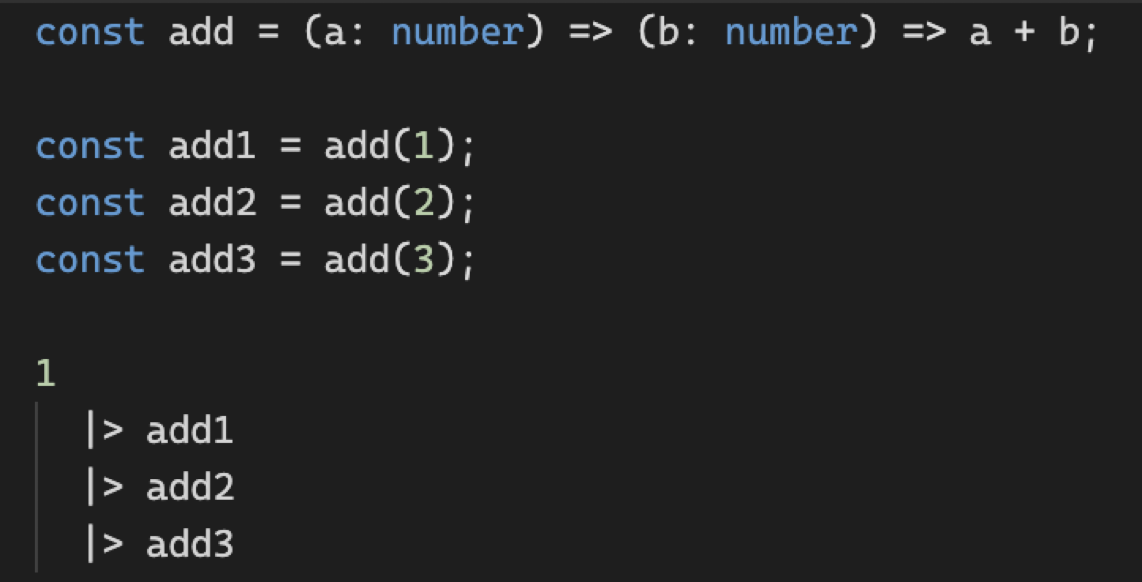 const add = (a: number) => (b: number) => a + b;
const add1 = add(1);
const add2 = add(2);
const add3 = add(3);
1
|> add1
|> add2
|> add3